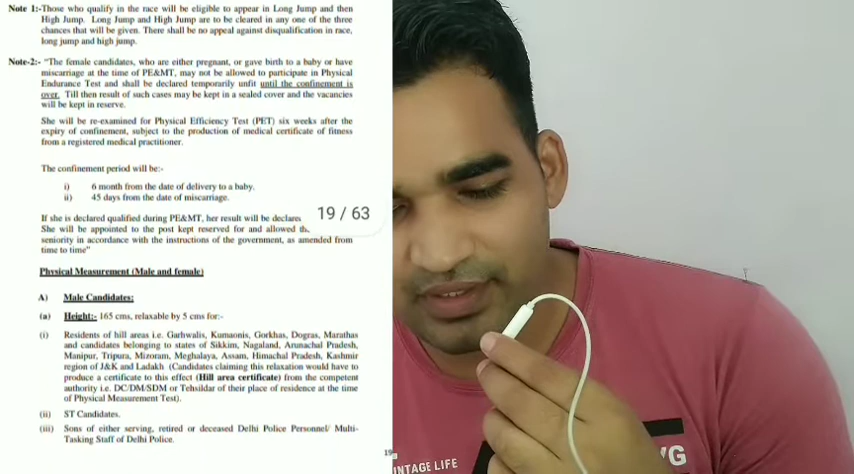 Note 1:-Those who qualify in the race will be eligible to appear in Long Jump and then
High Jump. Long Jump and High Jump are to be cleared in any one of the three
chances that will be given. There shall be no appeal against disqualification in race,
long jump and high jump.
Note-2:- "The female candidates, who are either pregnant, or gave birth to a baby or have
miscarriage at the time of PE&MT, may not be allowed to participate in Physical
Endurance Test and shall be declared temporarily unfit until the confinement is
over. Till then result of such cases may be kept in a sealed cover and the vacancies
will be kept in reserve.
She will be re-examined for Physical Efficiency Test (PET) six weeks after the
expiry of confinement, subject to the production of medical certificate of fitness
from a registered medical practitioner.
The confinement period will be:-
i) 6 month from the date of delivery to a baby.
ii) 45 days from the date of miscarriage.
If she is declared qualified during PE&MT, her result will be
19 / 63
She will be appointed to the post kept reserved for and allowed
seniority in accordance with the instructions of the government, as amended from
time to time"
Physical Measurement (Male and female)
A) Male Candidates:
(a) Height:- 165 cms, relaxable by 5 cms for:-
(i) Residents of hill areas i.e. Garhwalis, Kumaonis, Gorkhas, Dogras, Marathas
and candidates belonging to states of Sikkim, Nagaland, Arunachal Pradesh,
Manipur, Tripura, Mizoram, Meghalaya, Assam, Himachal Pradesh, Kashmir
region of J&K and Ladakh (Candidates claiming this relaxation would have to
produce a certificate to this effect (Hill area certificate) from the competent
authority i.e. DC/DM/SDM or Tehsildar of their place of residence at the time
of Physical Measurement Test).
(ii) ST Candidates.
(iii) Sons of either serving, retired or deceased Delhi Police Personnel/ Multi-
Tasking Staff of Delhi Police.
19
INTAGE LIFE
'G